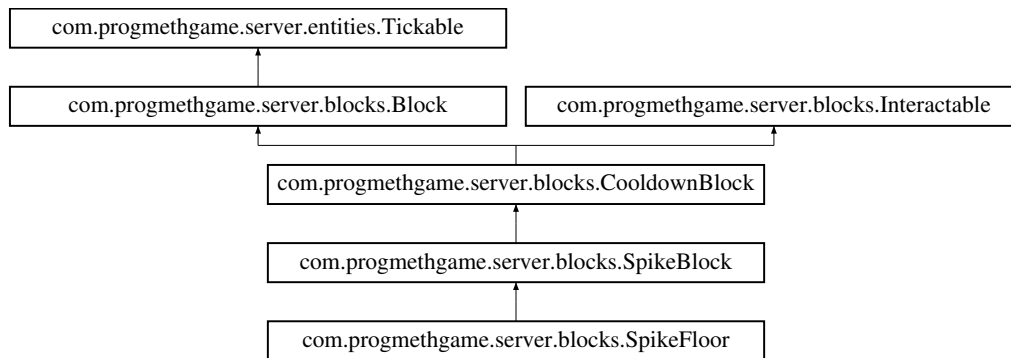 com.progmethgame.server.entities.Tickable
com.progmethgame.server.blocks.Block
com.progmethgame.server.blocks.Interactable
com.progmethgame.server.blocks.CooldownBlock
com.progmethgame.server.blocks.SpikeBlock
com.progmethgame.server.blocks.SpikeFloor